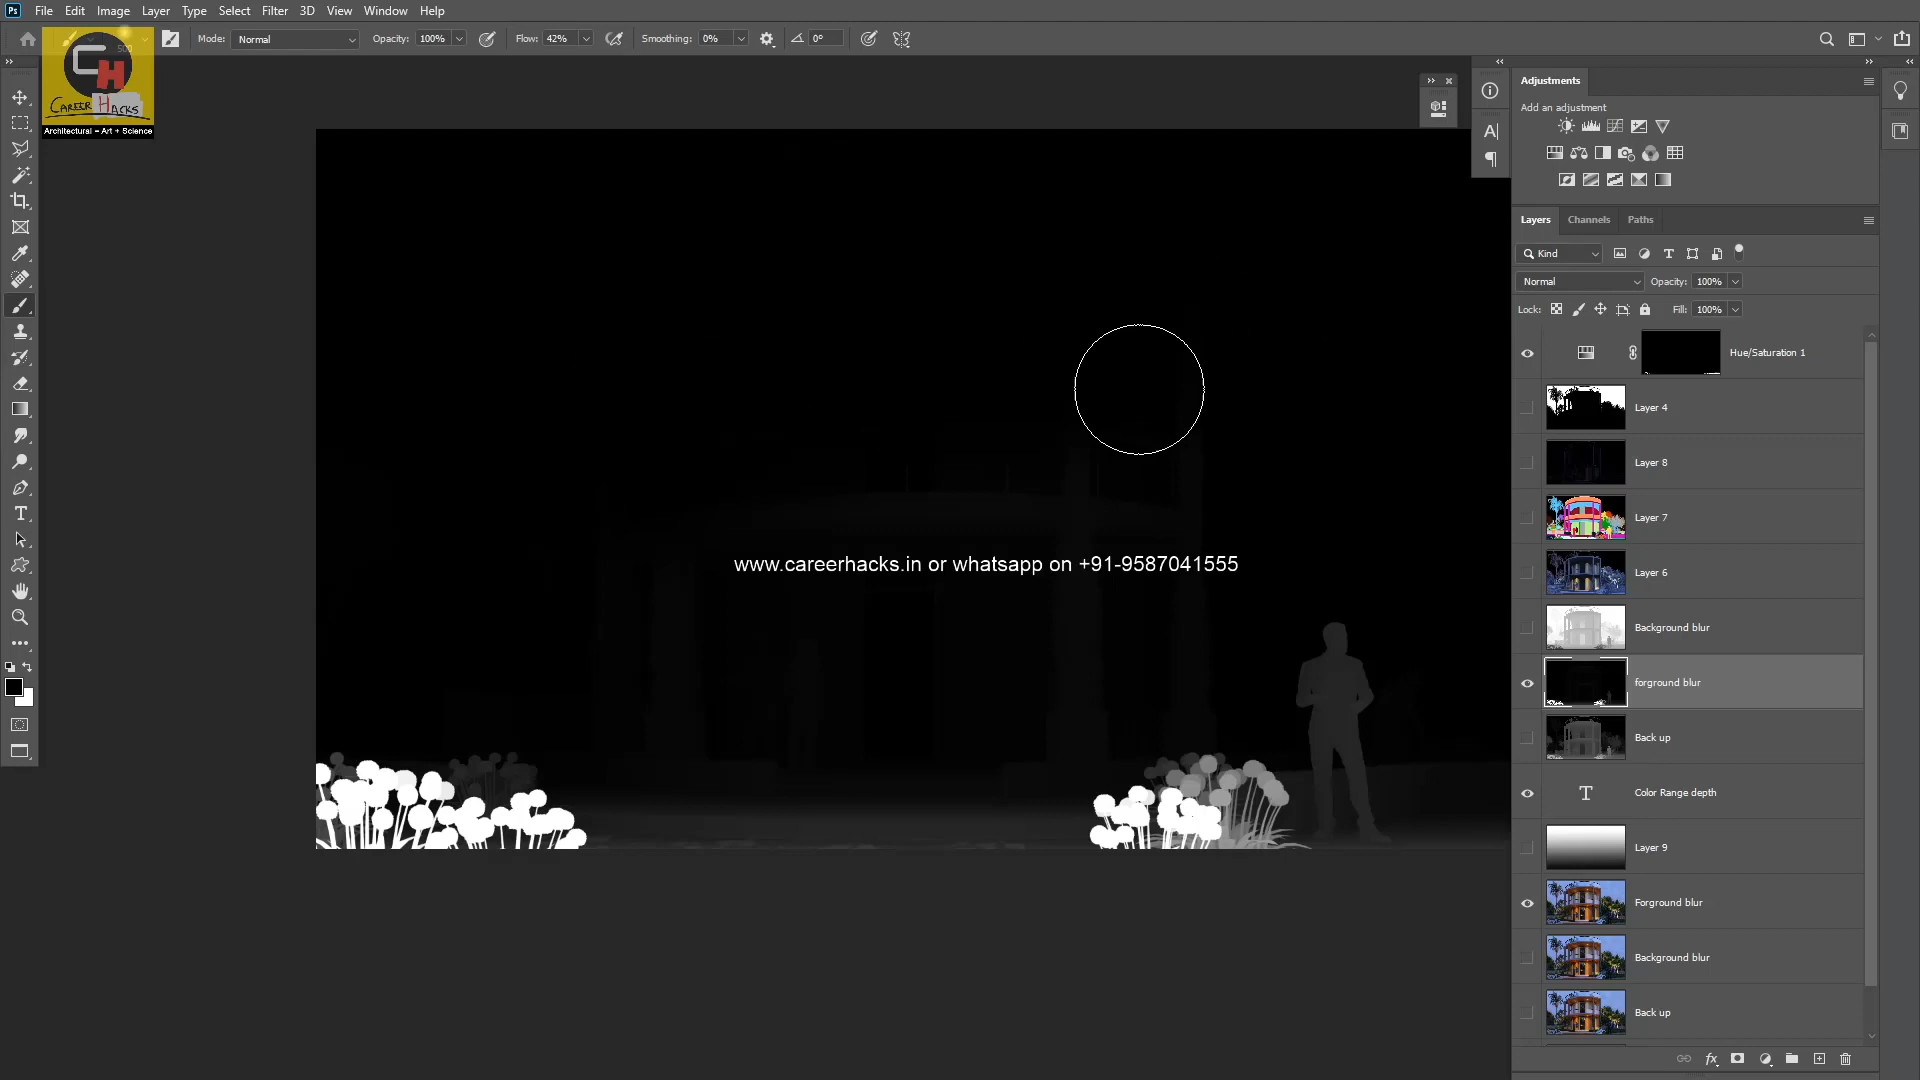 Ps File Edit Image Layer Type Select Filter 3D View Window Help
500 Mode: Normal Opacity: 100% Flow: 42% Smoothing: 0% 0°
CH
CAREER HACKS
Architectural = Art + Science
Adjustments
Add an adjustment
Layers Channels Paths
Kind
Normal Opacity: 100%
Lock: Fill: 100%
Hue/Saturation 1
Layer 4
Layer 8
Layer 7
Layer 6
Background blur
forground blur
Back up
Color Range depth
Layer 9
Forground blur
Background blur
Back up
www.careerhacks.in or whatsapp on +91-9587041555